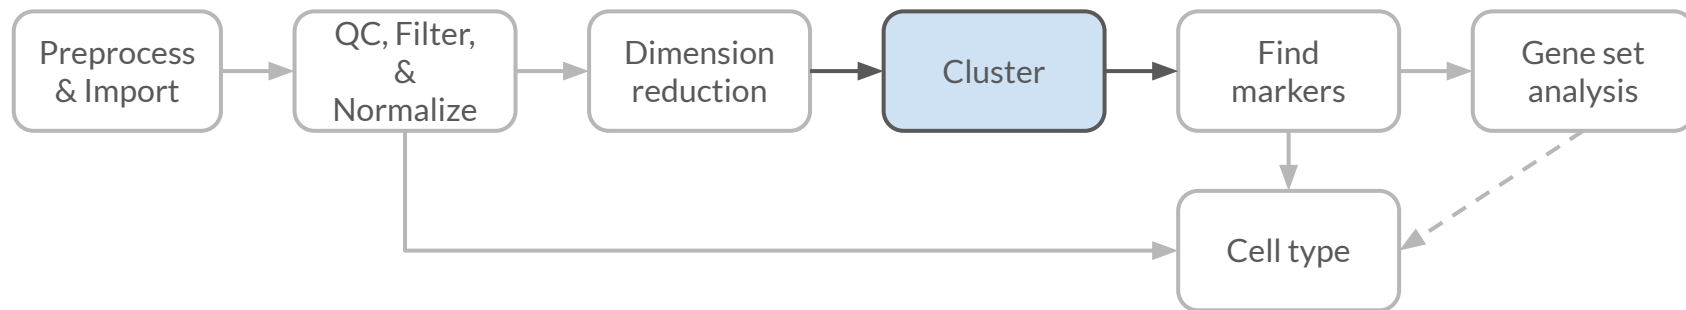 Preprocess
& Import
QC, Filter,
&
Normalize
Dimension
reduction
Cluster
Find
markers
Gene set
analysis
Cell type